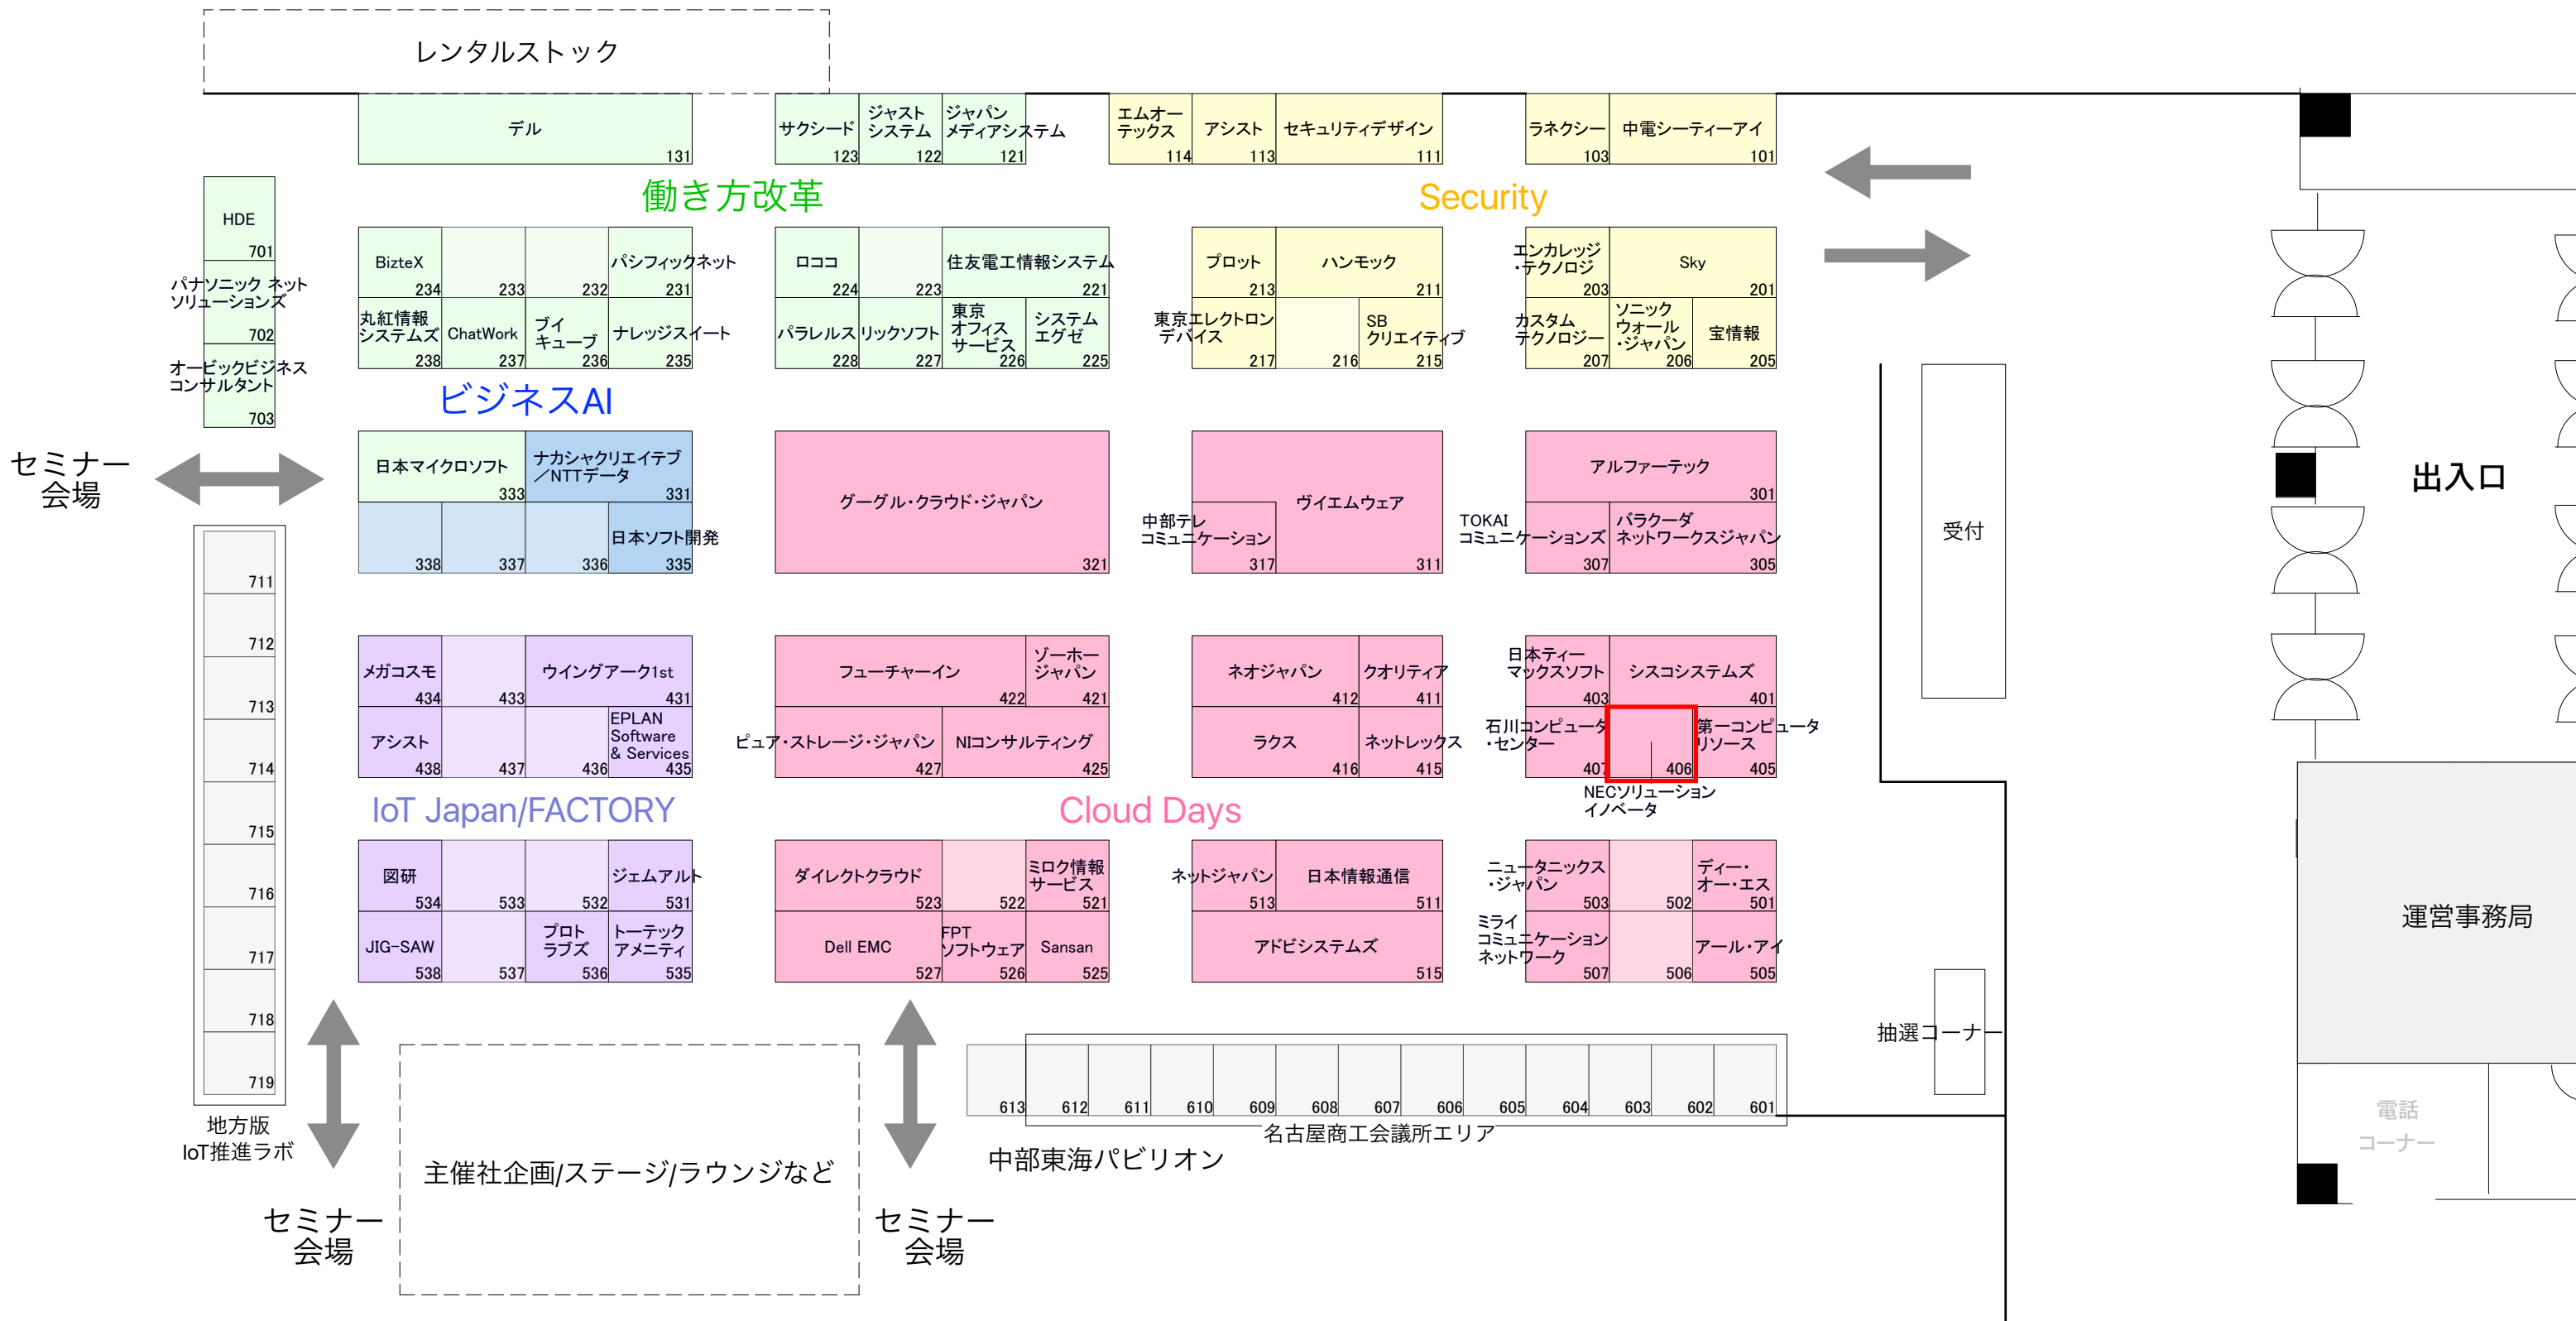 レンタルストック
デル
131
サクシード
123
ジャスト
システム
122
ジャパン
メディアシステム
121
エムオー
テックス
114
アシスト
113
セキュリティデザイン
111
ラネクシー
103
中電シーティーアイ
101
働き方改革
Security
HDE
701
パナソニック ネット
ソリューションズ
702
オービックビジネス
コンサルタント
703
BizteX
234
233
232
パシフィックネット
231
丸紅情報
システムズ
238
ChatWork
237
ブイ
キューブ
236
ナレッジスイート
235
ロココ
224
223
住友電工情報システム
221
パラレルス
228
リックソフト
227
東京
オフィス
サービス
226
システム
エグゼ
225
プロット
213
ハンモック
211
東京エレクトロン
デバイス
217
216
SB
クリエイティブ
215
エンカレッジ
・テクノロジ
203
Sky
201
カスタム
テクノロジー
207
ソニック
ウォール
・ジャパン
206
宝情報
205
ビジネスAI
セミナー
会場
日本マイクロソフト
333
ナカシャクリエイテブ
／NTTデータ
331
338
337
336
日本ソフト開発
335
グーグル・クラウド・ジャパン
321
ヴイエムウェア
311
中部テレ
コミュニケーション
317
アルファーテック
301
TOKAI
コミュニケーションズ
307
バラクーダ
ネットワークスジャパン
305
受付
出入口
711
712
713
714
715
716
717
718
719
地方版
IoT推進ラボ
メガコスモ
434
433
ウイングアーク1st
431
アシスト
438
437
436
EPLAN
Software
& Services
435
フューチャーイン
422
ゾーホー
ジャパン
421
ピュア・ストレージ・ジャパン
427
NIコンサルティング
425
ネオジャパン
412
クオリティア
411
ラクス
416
ネットレックス
415
日本ティー
マックスソフト
403
シスコシステムズ
401
石川コンピュータ
・センター
407
406
第一コンピュータ
リソース
405
NECソリューション
イノベータ
IoT Japan/FACTORY
Cloud Days
図研
534
533
532
ジェムアルト
531
JIG-SAW
538
537
プロト
ラブズ
536
トーテック
アメニティ
535
ダイレクトクラウド
523
522
ミロク情報
サービス
521
Dell EMC
527
FPT
ソフトウェア
526
Sansan
525
ネットジャパン
513
日本情報通信
511
アドビシステムズ
515
ニュータニックス
・ジャパン
503
502
ディー・
オー・エス
501
ミライ
コミュニケーション
ネットワーク
507
506
アール・アイ
505
運営事務局
抽選コーナー
613
612
611
610
609
608
607
606
605
604
603
602
601
名古屋商工会議所エリア
中部東海パビリオン
電話
コーナー
主催社企画/ステージ/ラウンジなど
セミナー
会場
セミナー
会場